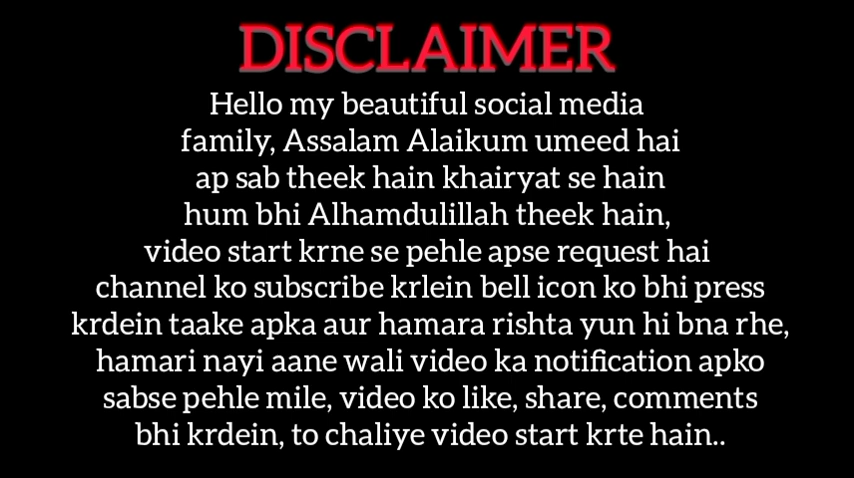 DISCLAIMER
Hello my beautiful social media
family, Assalam Alaikum umeed hai
ap sab theek hain khairyat se hain
hum bhi Alhamdulillah theek hain,
video start krne se pehle apse request hai
channel ko subscribe krlein bell icon ko bhi press
krdein taake apka aur hamara rishta yun hi bna rhe,
hamari nayi aane wali video ka notification apko
sabse pehle mile, video ko like, share, comments
bhi krdein, to chaliye video start krte hain..